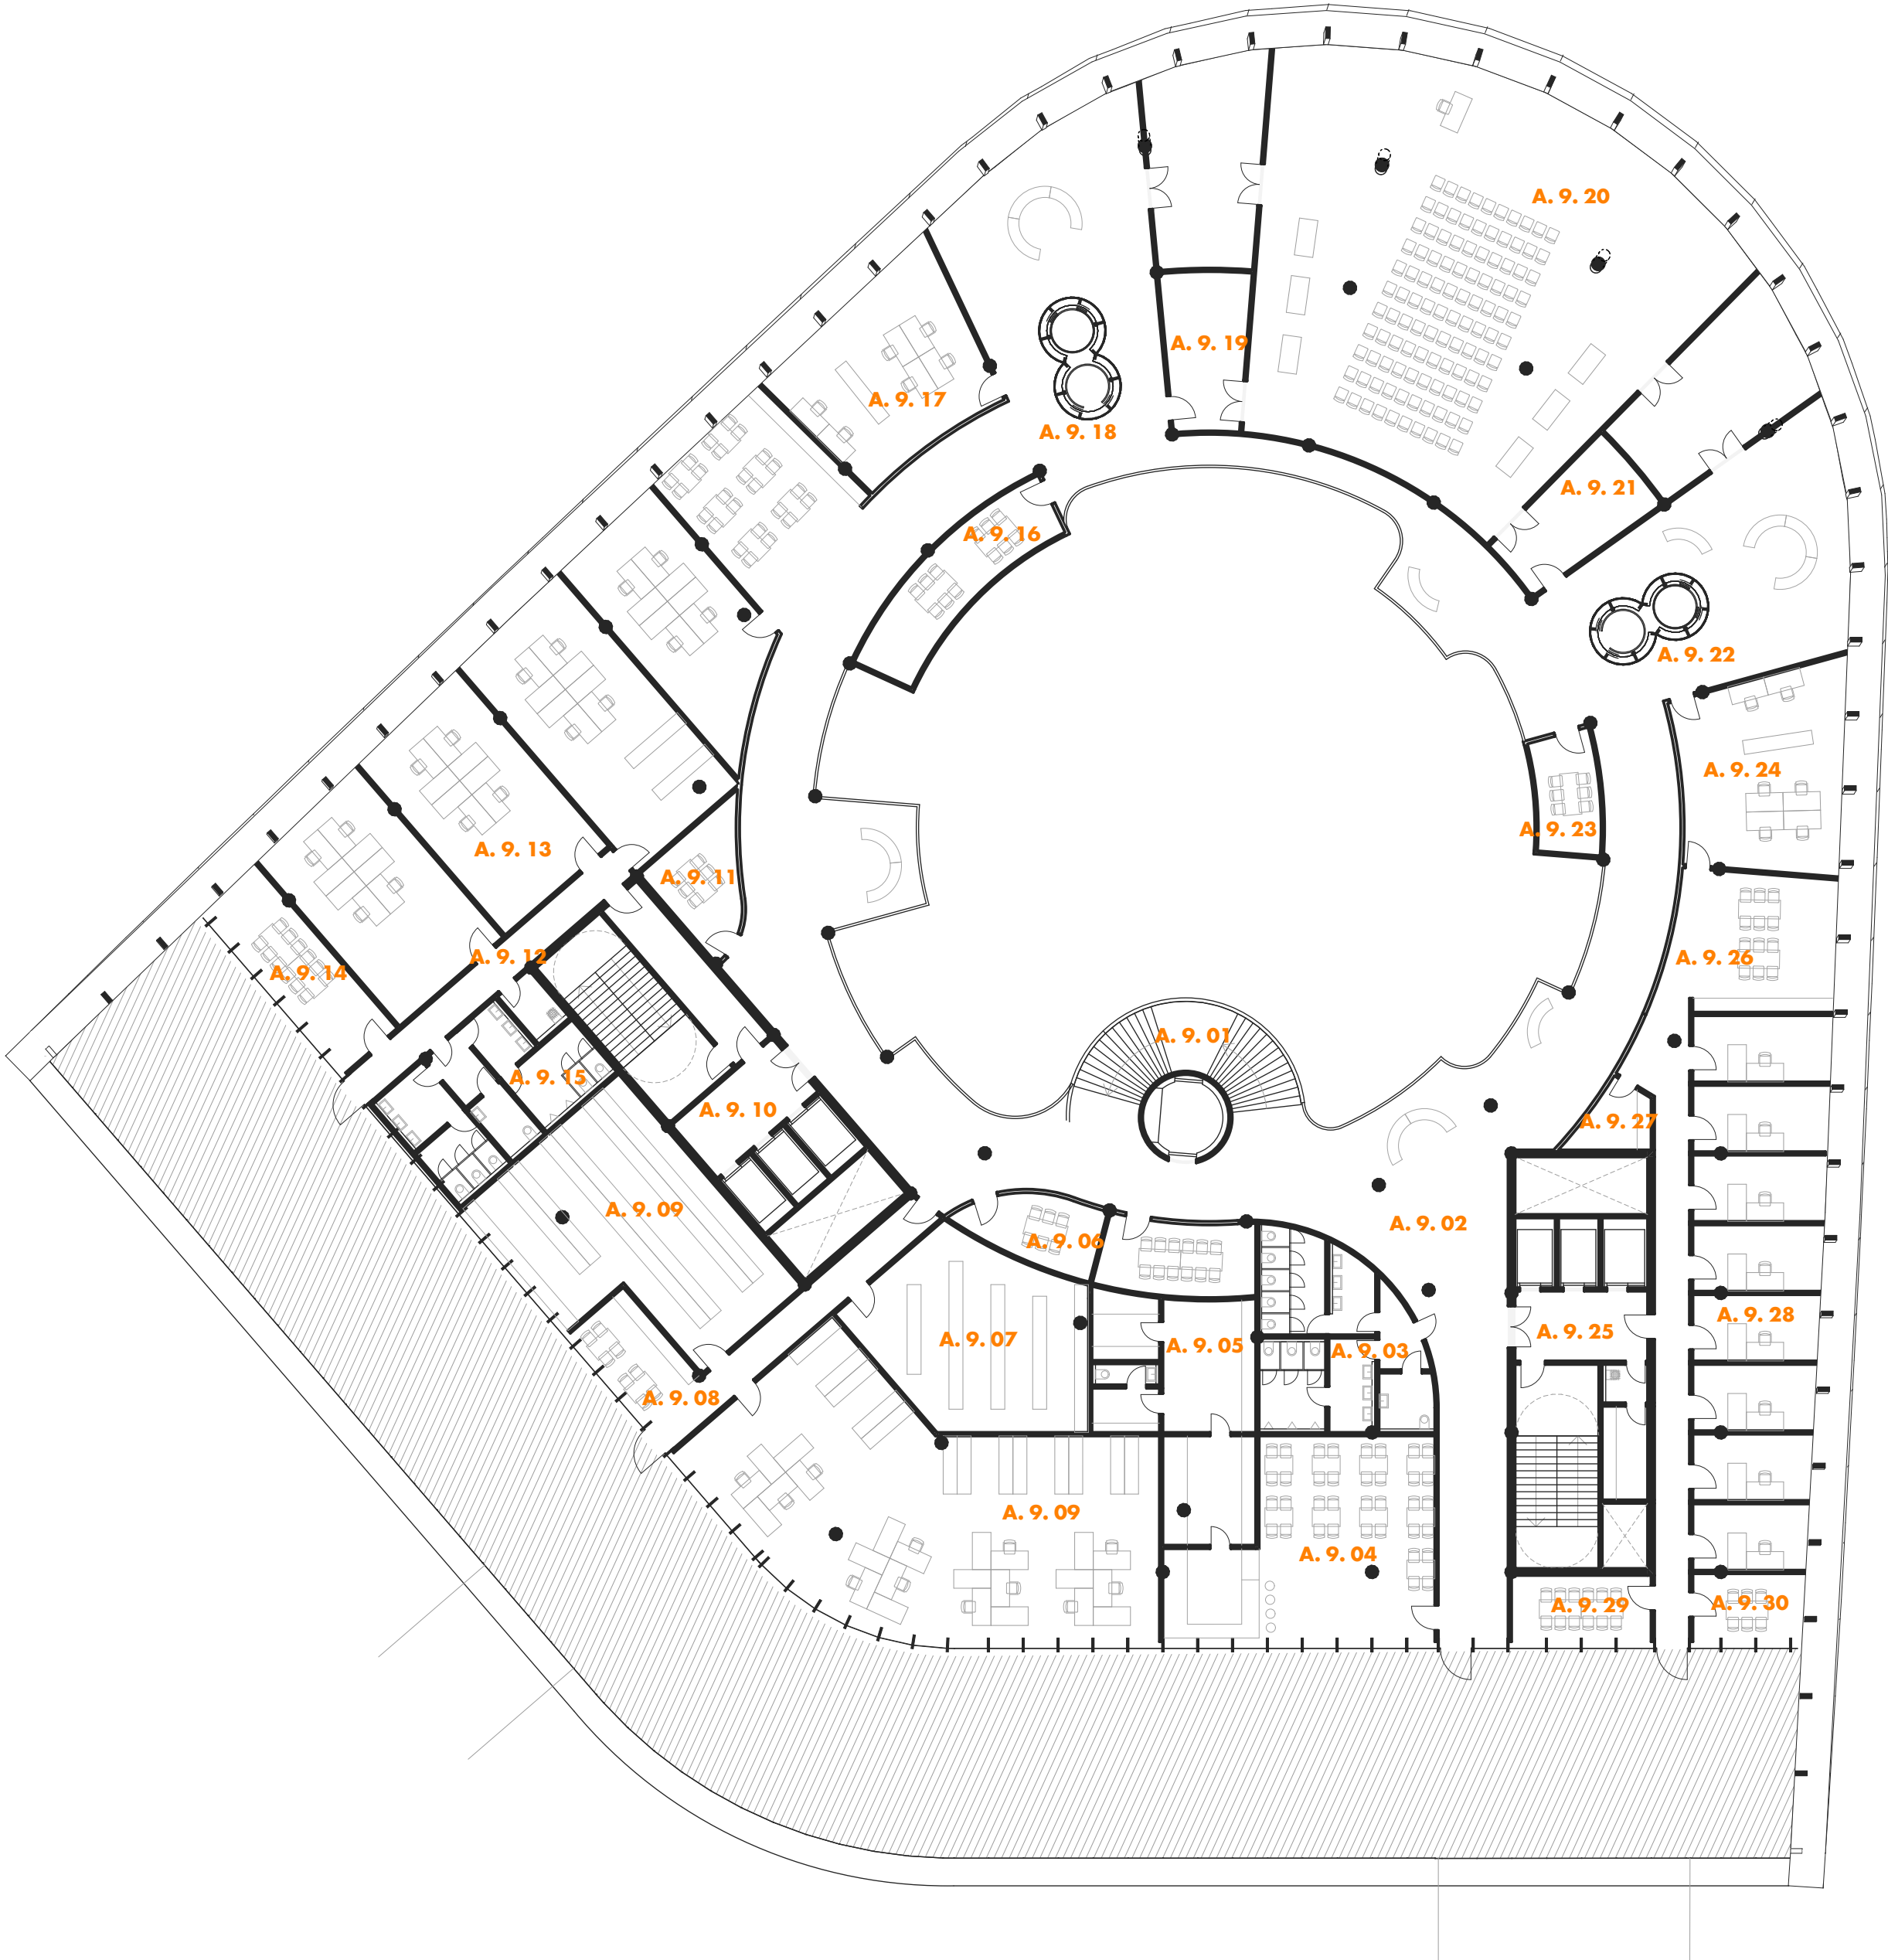 A. 9. 20
A. 9. 19
A. 9. 17
A. 9. 18
A. 9. 21
A. 9. 16
A. 9. 22
A. 9. 24
A. 9. 23
A. 9. 13
A. 9. 11
A. 9. 12
A. 9. 26
A. 9. 14
A. 9. 01
A. 9. 15
A. 9. 10
A. 9. 27
A. 9. 09
A. 9. 02
A. 9. 06
A. 9. 28
A. 9. 25
A. 9. 07
A. 9. 05
A. 9. 03
A. 9. 08
A. 9. 09
A. 9. 04
A. 9. 29
A. 9. 30